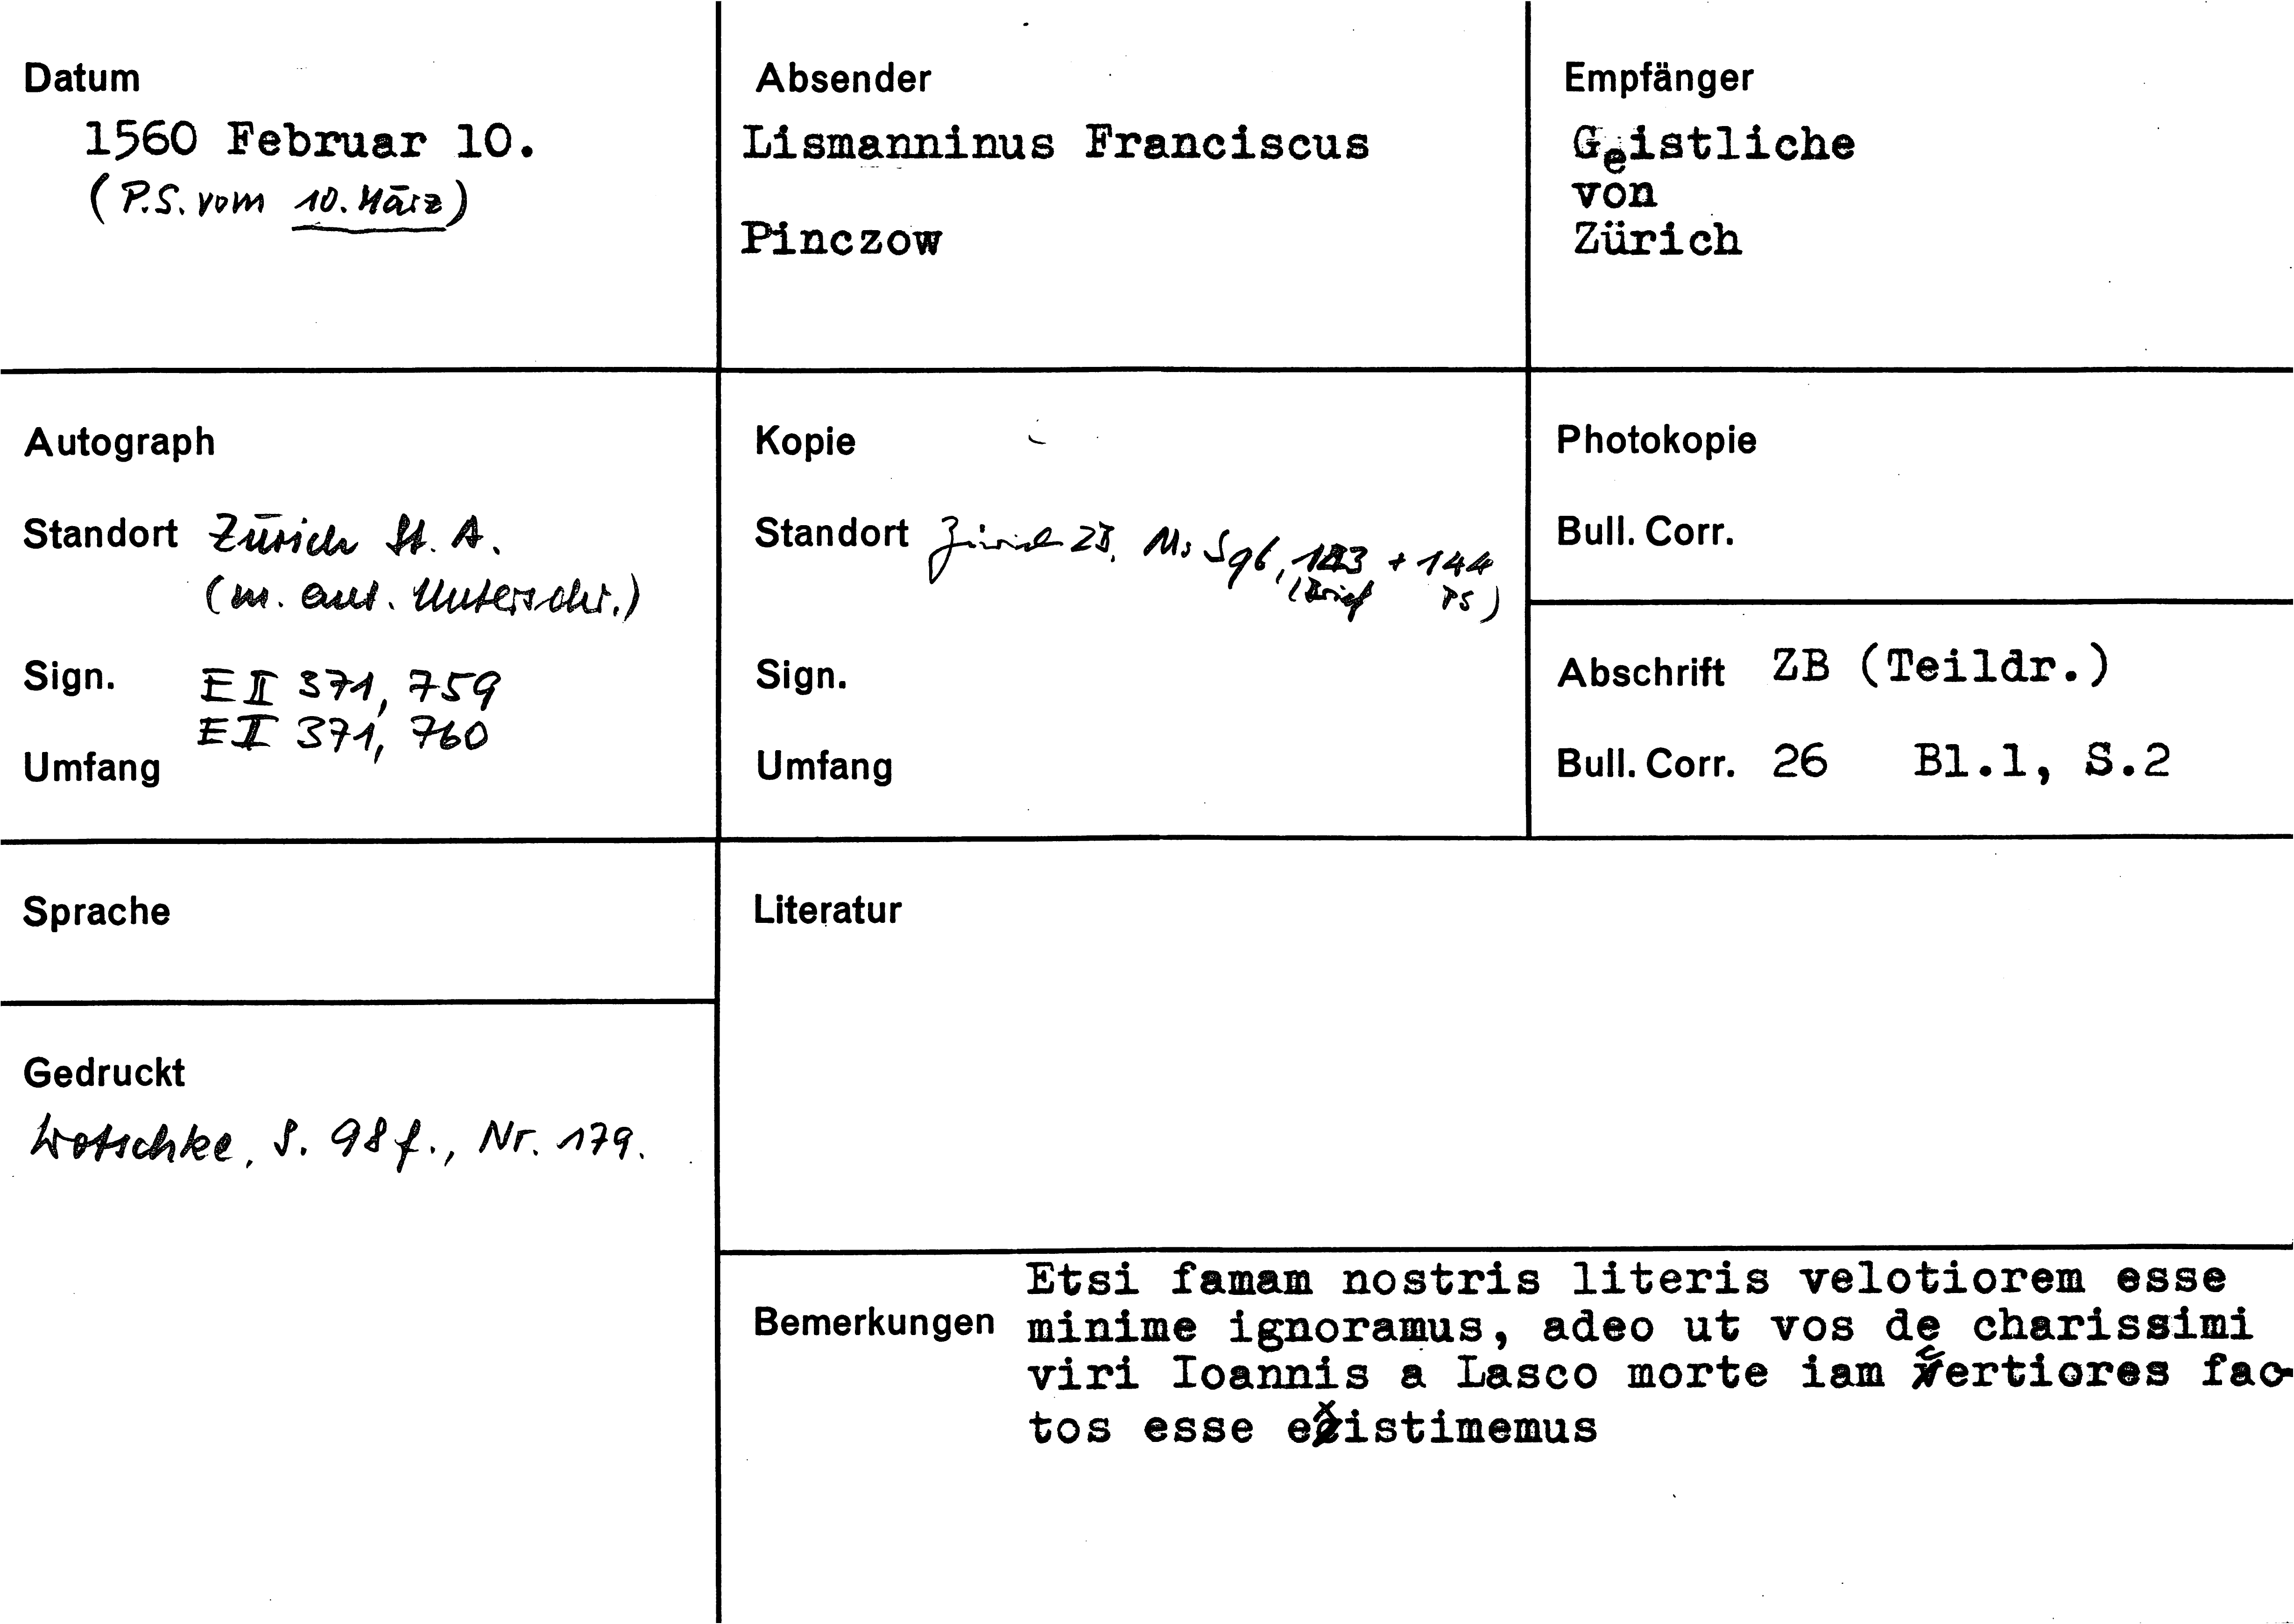 Datum
1560 Februar 10.
(P.S. vom 10. März)
Absender
Lismanninus Franciscus
Pinczow
Empfänger
Geistliche
von
Zürich
Autograph
Standort Zürich St. A.
(m. aut. Unterschr.)
Sign. E II 371, 759
E II 371, 760
Umfang
Kopie
Standort Zürich ZB, Ms S 96, 143 + 144
(Brief PS)
Sign.
Umfang
Photokopie
Bull. Corr.
Abschrift ZB (Teildr.)
Bull. Corr. 26 Bl.1, S.2
Sprache
Gedruckt
Wotschke, S. 98 f., Nr. 179.
Literatur
Bemerkungen
Etsi famam nostris literis velotiorem esse
minime ignoramus, adeo ut vos de charissimi
viri Ioannis a Lasco morte iam certiores fac-
tos esse existimemus